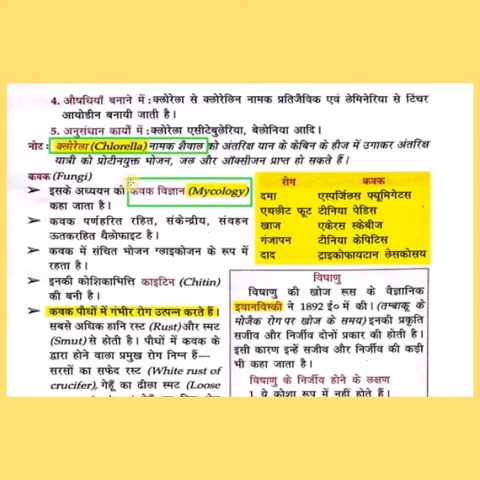 4. औषधियाँ बनाने में : क्लोरेला से क्लोरेलिन नामक प्रतिजैविक एवं लेमिनेरिया से टिंचर
आयोडीन बनायी जाती है।
5. अनुसंधान कार्यो में : क्लोरेला एसीटेबुलेरिया, बेलोनिया आदि।
नोट: क्लोरेला (Chlorella) नामक शैवाल को अंतरिक्ष यान के केबिन के हौज में उगाकर अंतरिक्ष
यात्री को प्रोटीनयुक्त भोजन, जल और ऑक्सीजन प्राप्त हो सकते हैं।
कवक (Fungi)
➢ इसके अध्ययन को कवक विज्ञान (Mycology)
कहा जाता है।
➢ कवक पर्णहरित रहित, संकेन्द्रीय, संवहन
ऊतकरहित थैलोफाइट है।
➢ कवक में संचित भोजन ग्लाइकोजन के रूप में
रहता है।
➢ इनकी कोशिकाभित्ति काइटिन (Chitin)
की बनी है।
➢ कवक पौधों में गंभीर रोग उत्पन्न करते हैं।
सबसे अधिक हानि रस्ट (Rust) और स्मट
(Smut) से होती है। पौधों में कवक के
द्वारा होने वाला प्रमुख रोग निम्न हैं—
सरसों का सफेद रस्ट (White rust of
crucifer), गेहूँ का ढीला स्मट (Loose
रोग कवक
दमा एस्पर्जिलस फ्यूमिगेटस
एथलीट फूट टीनिया पेडिस
खाज एकेरस स्केबीज
गंजापन टीनिया केपिटिस
दाद ट्राइकोफायटान लेसकोसय
विषाणु
विषाणु की खोज रूस के वैज्ञानिक
इवानविस्की ने 1892 ई० में की। (तम्बाकू के
मोजैक रोग पर खोज के समय) इनकी प्रकृति
सजीव और निर्जीव दोनों प्रकार की होती है।
इसी कारण इन्हें सजीव और निर्जीव की कड़ी
भी कहा जाता है।
विषाणु के निर्जीव होने के लक्षण
1. ये कोशा रूप में नहीं होते हैं।